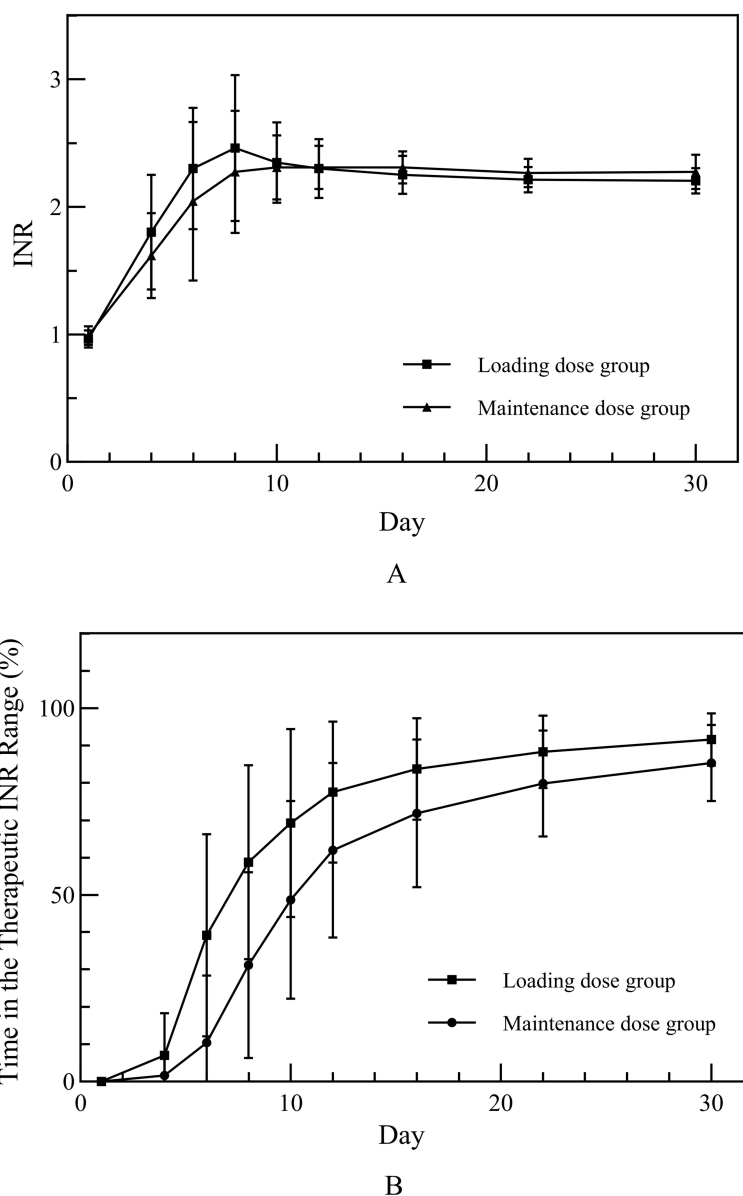 3
2
1
0
INR
Loading dose group
Maintenance dose group
0 10 20 30
Day
A
Time in the Therapeutic INR Range (%)
100
50
0
Loading dose group
Maintenance dose group
0 10 20 30
Day
B